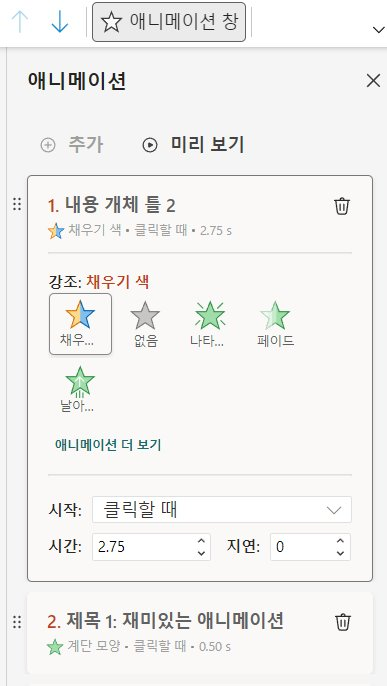 애니메이션 창
애니메이션
추가 미리 보기
1. 내용 개체 틀 2
채우기 색 • 클릭할 때 • 2.75 s
강조: 채우기 색
채우... 없음 나타... 페이드
날아...
애니메이션 더 보기
시작: 클릭할 때
시간: 2.75 지연: 0
2. 제목 1: 재미있는 애니메이션
계단 모양 • 클릭할 때 • 0.50 s